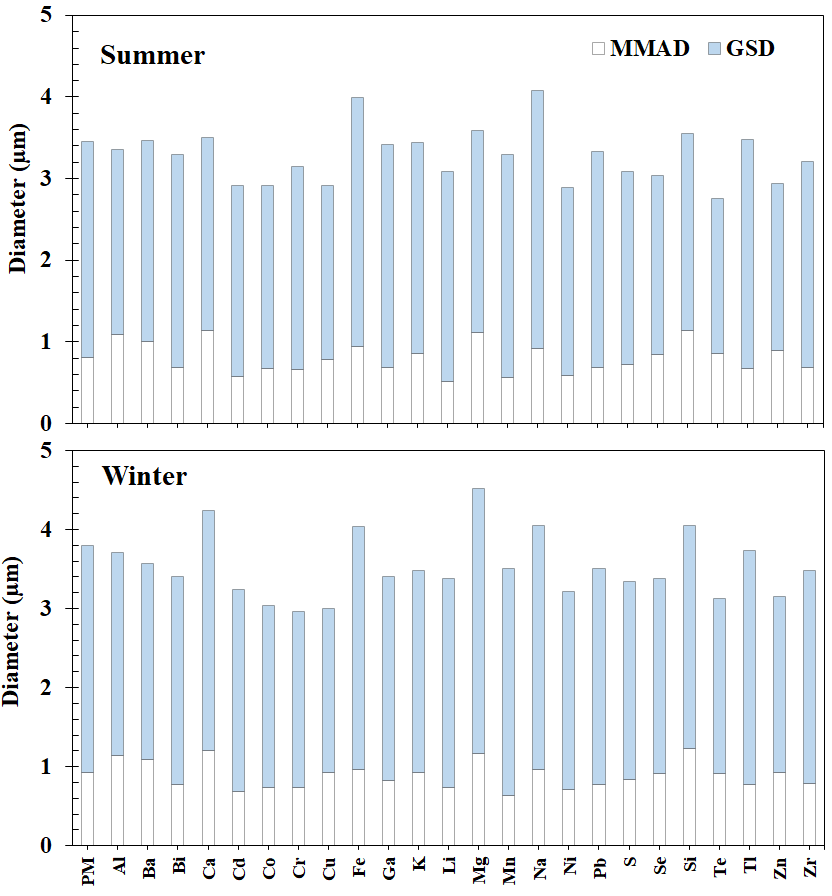 Summer
MMAD GSD
Diameter (µm)
5
4
3
2
1
0
Winter
Diameter (µm)
5
4
3
2
1
0
PM Al Ba Bi Ca Cd Co Cr Cu Fe Ga K Li Mg Mn Na Ni Pb S Se Si Te Tl Zn Zr